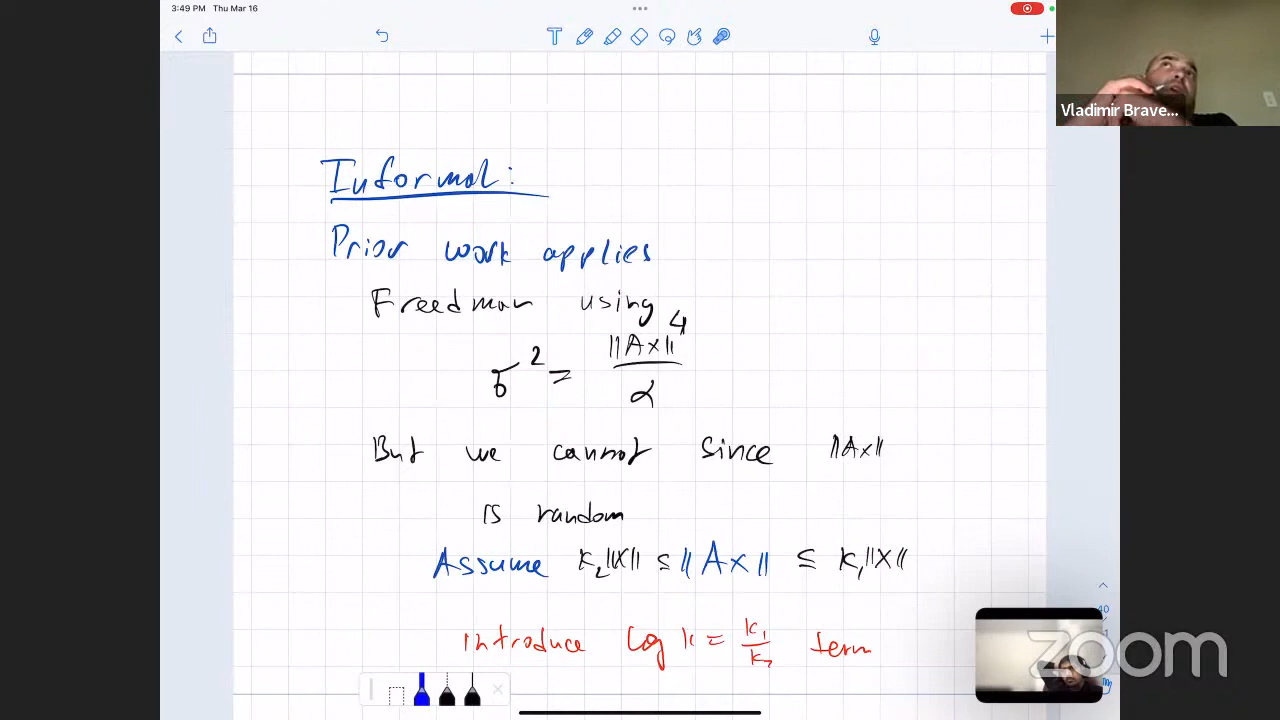 3:49 PM Thu Mar 16
Vladimir Brave...
Informal:
Prior work applies
Freedman using
σ² = ||Ax||⁴ / α
But we cannot since ||Ax||
is random
Assume k₂||x|| ≤ ||Ax|| ≤ k₁||x||
introduce log k = k₁/k₂ term
zoom